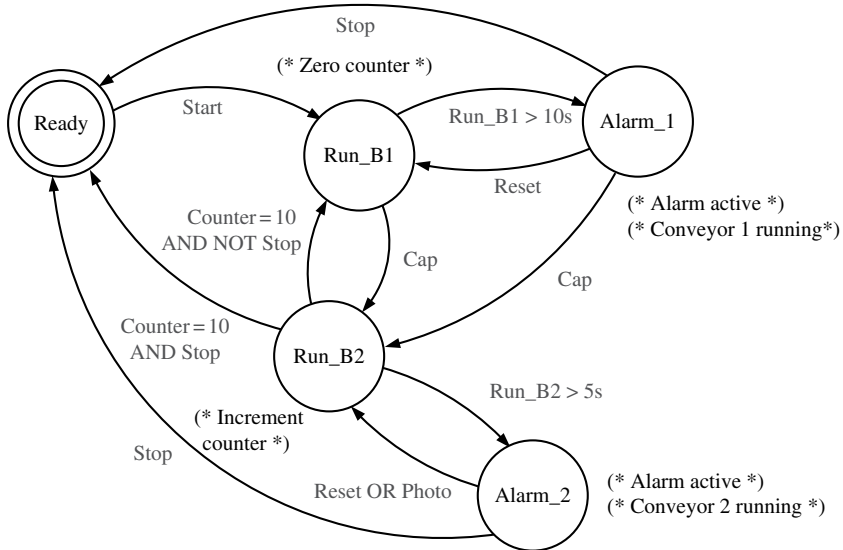 Stop
(* Zero counter *)
Ready
Start
Run_B1 > 10s
Alarm_1
Run_B1
Reset
(* Alarm active *)
(* Conveyor 1 running*)
Counter = 10
AND NOT Stop
Cap
Cap
Counter = 10
AND Stop
Run_B2
Run_B2 > 5s
(* Increment
counter *)
Stop
Reset OR Photo
Alarm_2
(* Alarm active *)
(* Conveyor 2 running *)